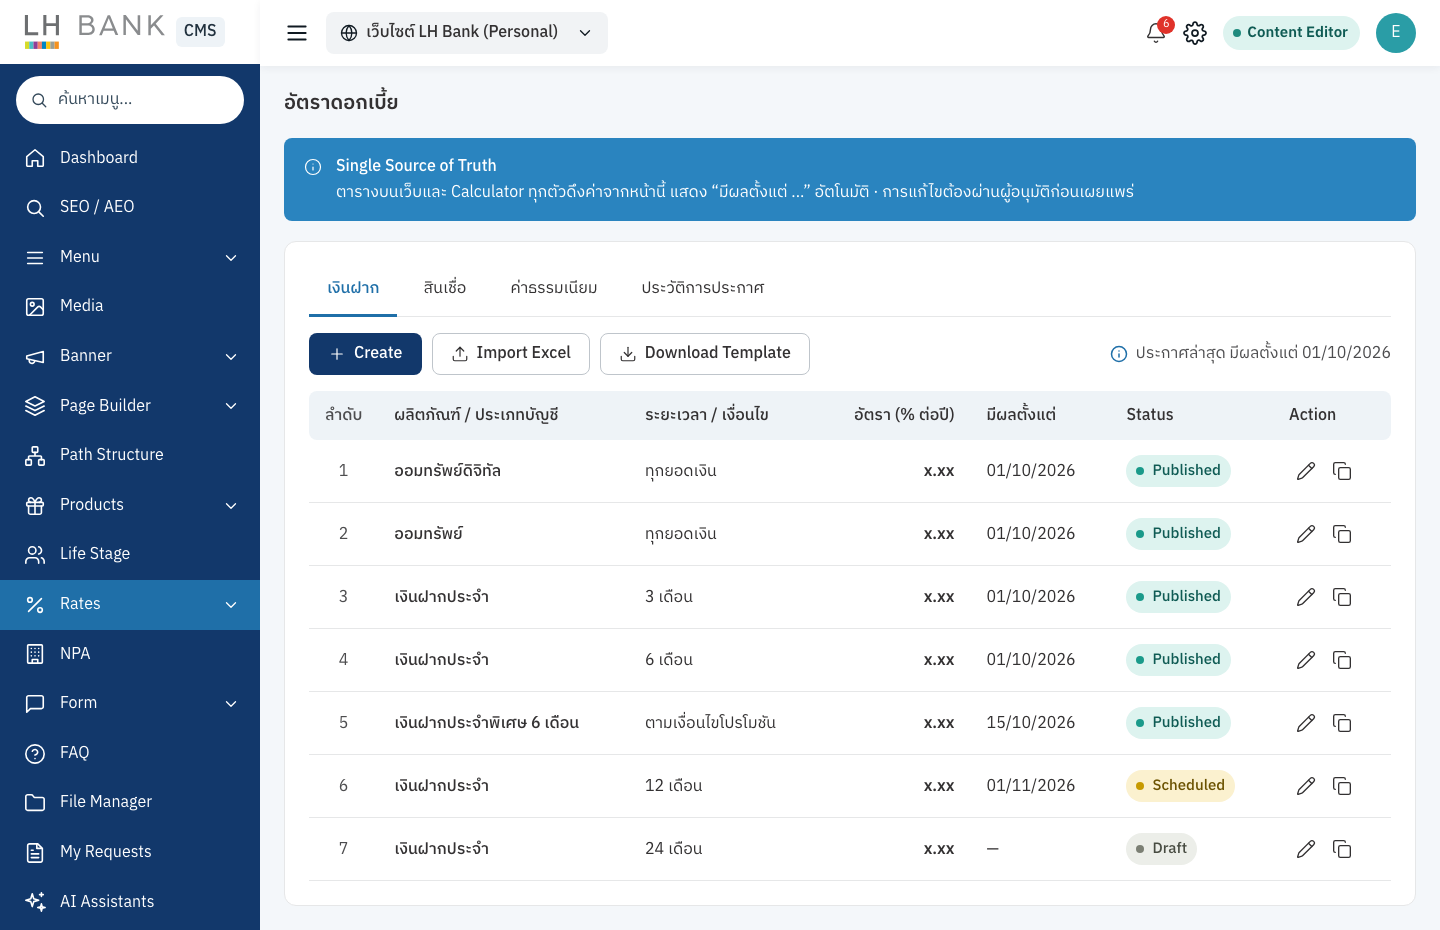 LH BANK CMS
เว็บไซต์ LH Bank (Personal)
6
Content Editor
E
ค้นหาเมนู...
Dashboard
SEO / AEO
Menu
Media
Banner
Page Builder
Path Structure
Products
Life Stage
Rates
NPA
Form
FAQ
File Manager
My Requests
AI Assistants
อัตราดอกเบี้ย
Single Source of Truth
ตารางบนเว็บและ Calculator ทุกตัวดึงค่าจากหน้านี้ แสดง “มีผลตั้งแต่ ...” อัตโนมัติ · การแก้ไขต้องผ่านผู้อนุมัติก่อนเผยแพร่
เงินฝาก สินเชื่อ ค่าธรรมเนียม ประวัติการประกาศ
Create Import Excel Download Template ประกาศล่าสุด มีผลตั้งแต่ 01/10/2026
ลำดับ ผลิตภัณฑ์ / ประเภทบัญชี ระยะเวลา / เงื่อนไข อัตรา (% ต่อปี) มีผลตั้งแต่ Status Action
1 ออมทรัพย์ดิจิทัล ทุกยอดเงิน x.xx 01/10/2026 Published
2 ออมทรัพย์ ทุกยอดเงิน x.xx 01/10/2026 Published
3 เงินฝากประจำ 3 เดือน x.xx 01/10/2026 Published
4 เงินฝากประจำ 6 เดือน x.xx 01/10/2026 Published
5 เงินฝากประจำพิเศษ 6 เดือน ตามเงื่อนไขโปรโมชัน x.xx 15/10/2026 Published
6 เงินฝากประจำ 12 เดือน x.xx 01/11/2026 Scheduled
7 เงินฝากประจำ 24 เดือน x.xx — Draft